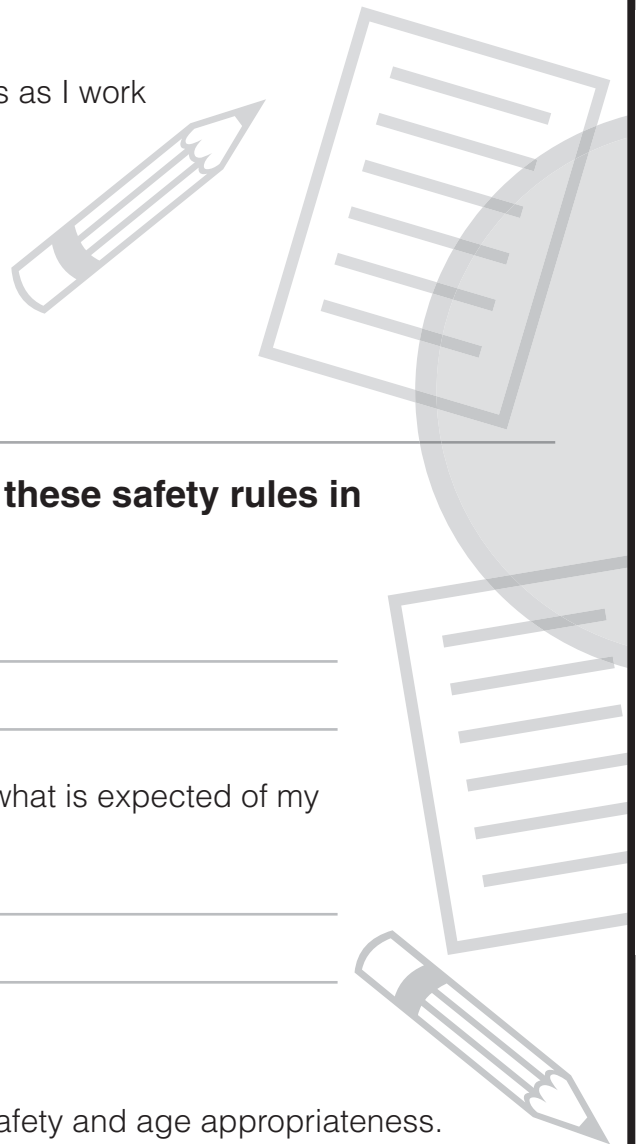 s as I work
these safety rules in
what is expected of my
afety and age appropriateness.